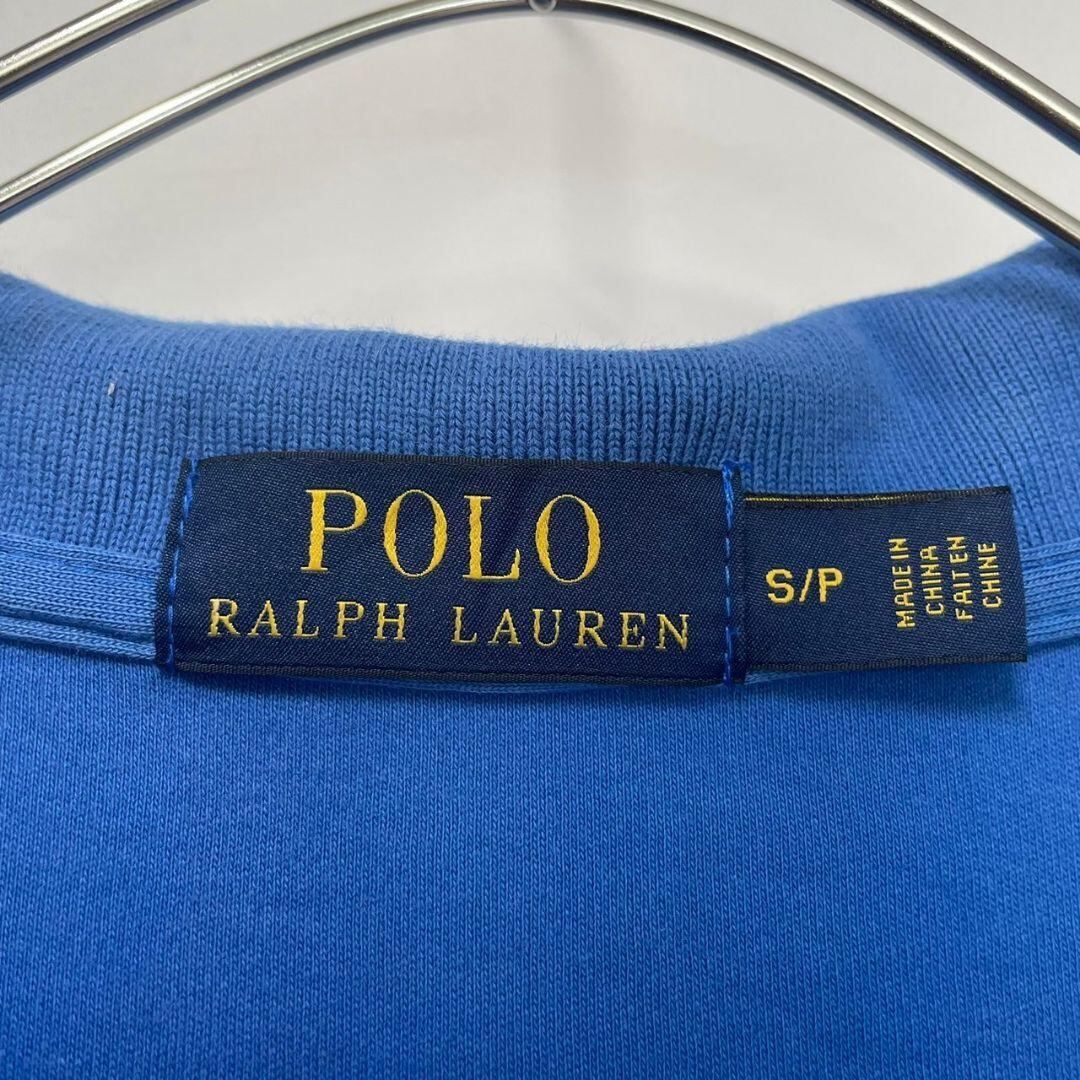 POLO
RALPH LAUREN
S/P
MADE IN
CHINA
FAIT EN
CHINE